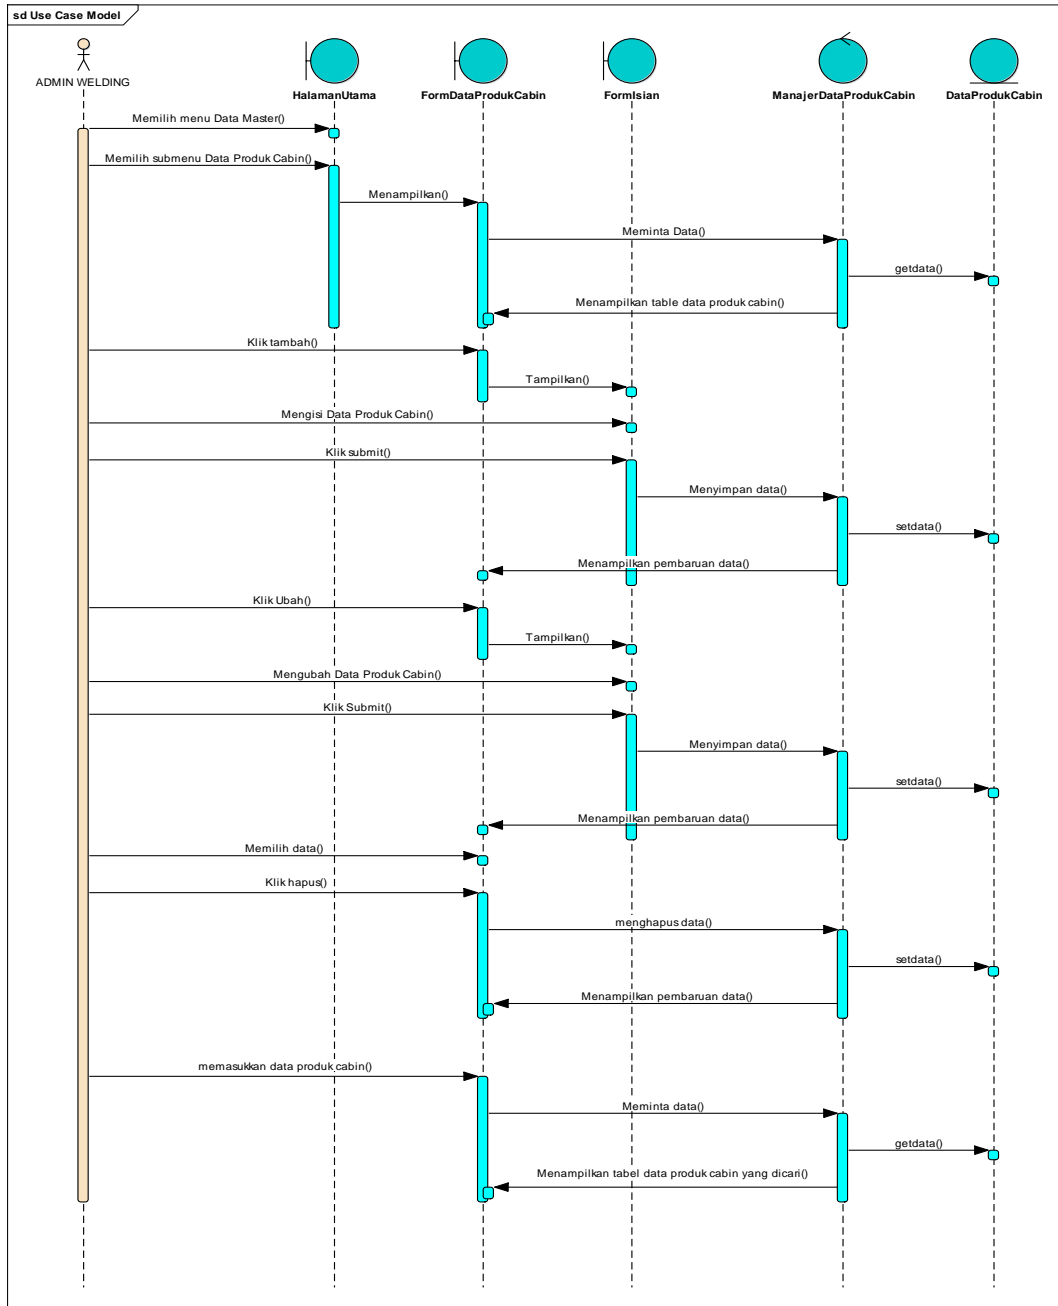 sd Use Case Model
ADMIN WELDING
HalamanUtama
FormDataProdukCabin
FormIsian
ManajerDataProdukCabin
DataProdukCabin
Memilih menu Data Master()
Memilih submenu Data Produk Cabin()
Menampilkan()
Meminta Data()
getdata()
Menampilkan table data produk cabin()
Klik tambah()
Tampilkan()
Mengisi Data Produk Cabin()
Klik submit()
Menyimpan data()
setdata()
Menampilkan pembaruan data()
Klik Ubah()
Tampilkan()
Mengubah Data Produk Cabin()
Klik Submit()
Menyimpan data()
setdata()
Menampilkan pembaruan data()
Memilih data()
Klik hapus()
menghapus data()
setdata()
Menampilkan pembaruan data()
memasukkan data produk cabin()
Meminta data()
getdata()
Menampilkan tabel data produk cabin yang dicari()